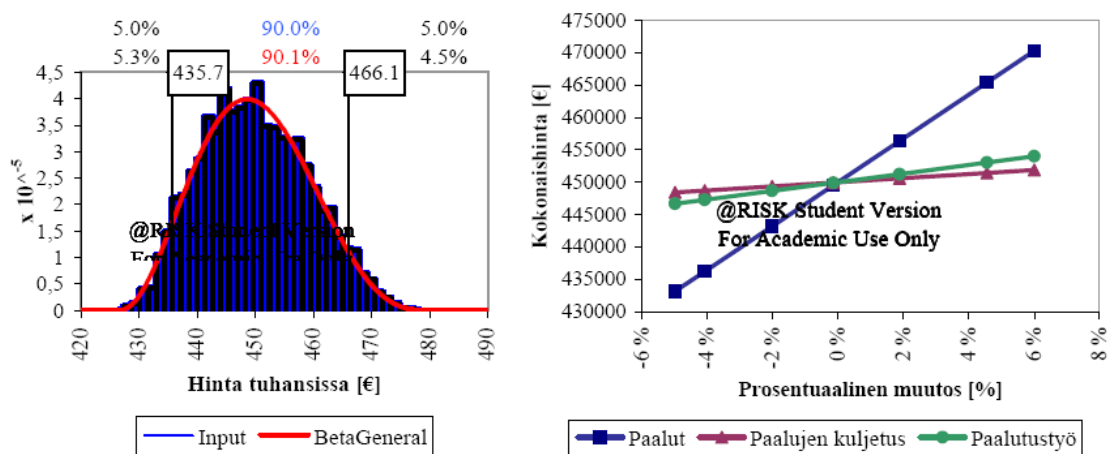 5.0% 90.0% 5.0%
5.3% 90.1% 4.5%
435.7 466.1
4,5
4
3,5
3
2,5
2
1,5
1
0,5
0
x 10^-5
@RISK Student Version
For
420 430 440 450 460 470 480 490
Hinta tuhansissa [€]
Input BetaGeneral
475000
470000
465000
460000
455000
450000
445000
440000
435000
430000
Kokonaishinta [€]
@RISK Student Version
For Academic Use Only
-6% -4% -2% 0% 2% 4% 6% 8%
Prosentuaalinen muutos [%]
Paalut Paalujen kuljetus Paalutustyö